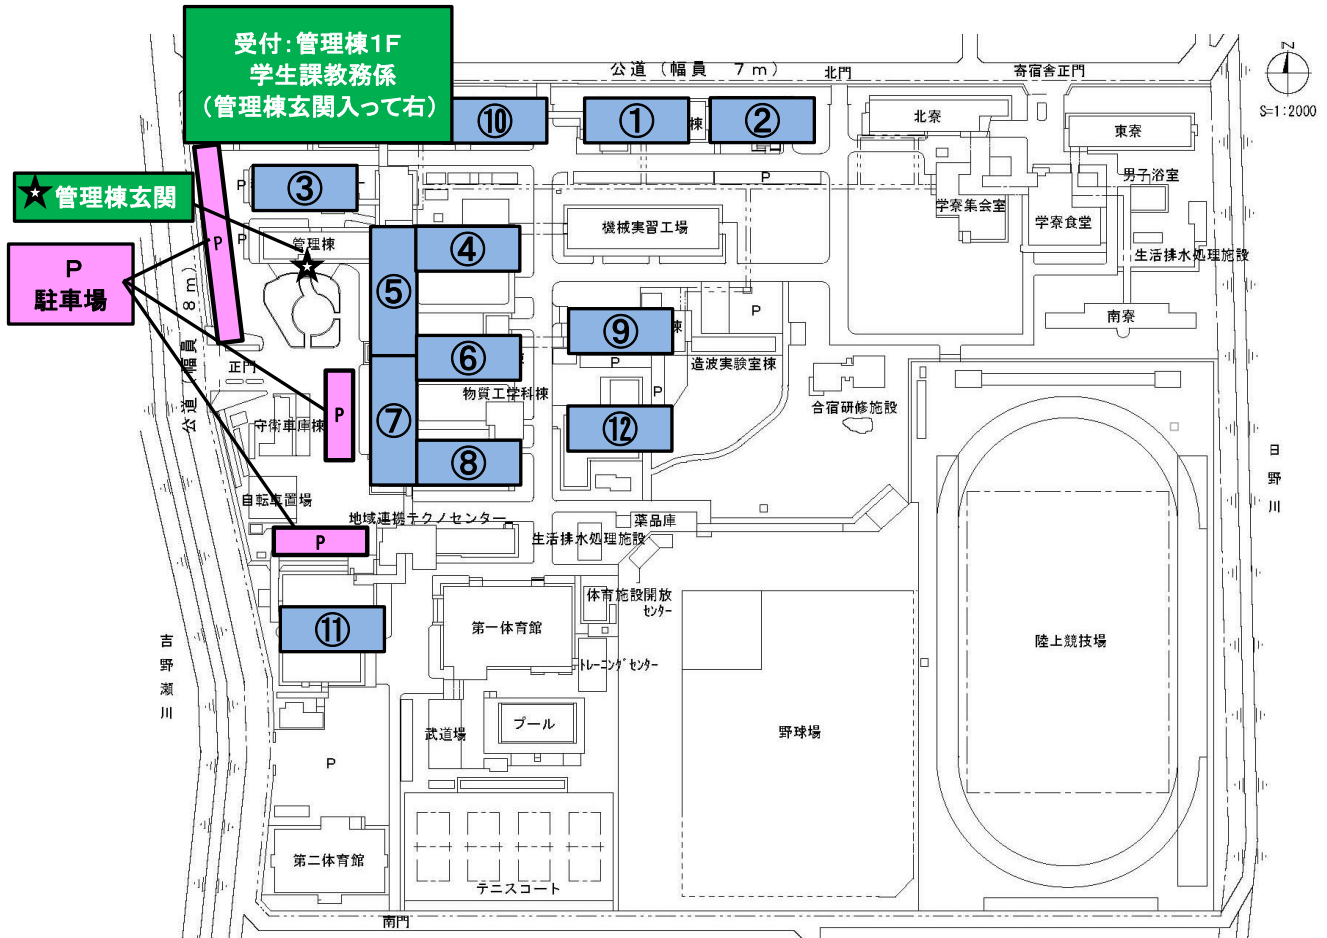 受付：管理棟１F
学生課教務係
（管理棟玄関入って右）
公道（幅員 7ｍ）
北門
寄宿舎正門
N
S=1:2000
⑩
①
棟
②
北寮
東寮
男子浴室
③
P
P
★管理棟玄関
学寮集会室
学寮食堂
生活排水処理施設
管理棟
P
P
④
機械実習工場
P
駐車場
公道（幅員 8ｍ）
⑤
⑨
棟
P
南寮
正門
⑥
P
造波実験室棟
物質工学科棟
P
P
合宿研修施設
守衛車庫棟
⑦
⑫
⑧
田野川
自転車置場
地域連携テクノセンター
薬品庫
P
生活排水処理施設
体育施設開放
センター
⑪
第一体育館
陸上競技場
吉野瀬川
トレーニングセンター
武道場
プール
野球場
P
第二体育館
テニスコート
南門